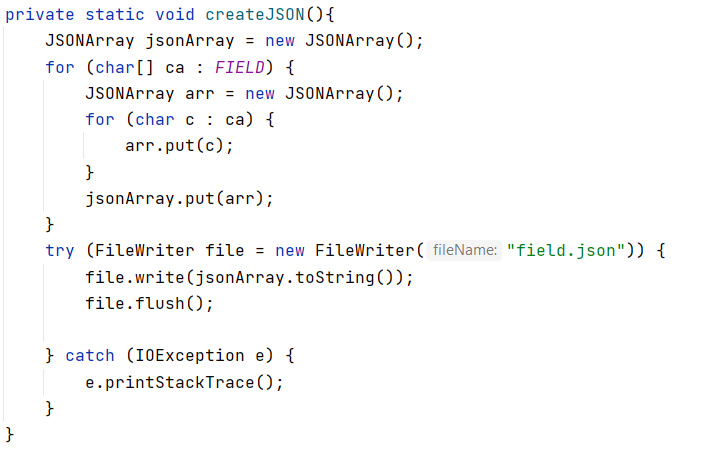 private static void createJSON(){
    JSONArray jsonArray = new JSONArray();
    for (char[] ca : FIELD) {
        JSONArray arr = new JSONArray();
        for (char c : ca) {
            arr.put(c);
        }
        jsonArray.put(arr);
    }
    try (FileWriter file = new FileWriter( fileName: "field.json")) {
        file.write(jsonArray.toString());
        file.flush();

    } catch (IOException e) {
        e.printStackTrace();
    }
}